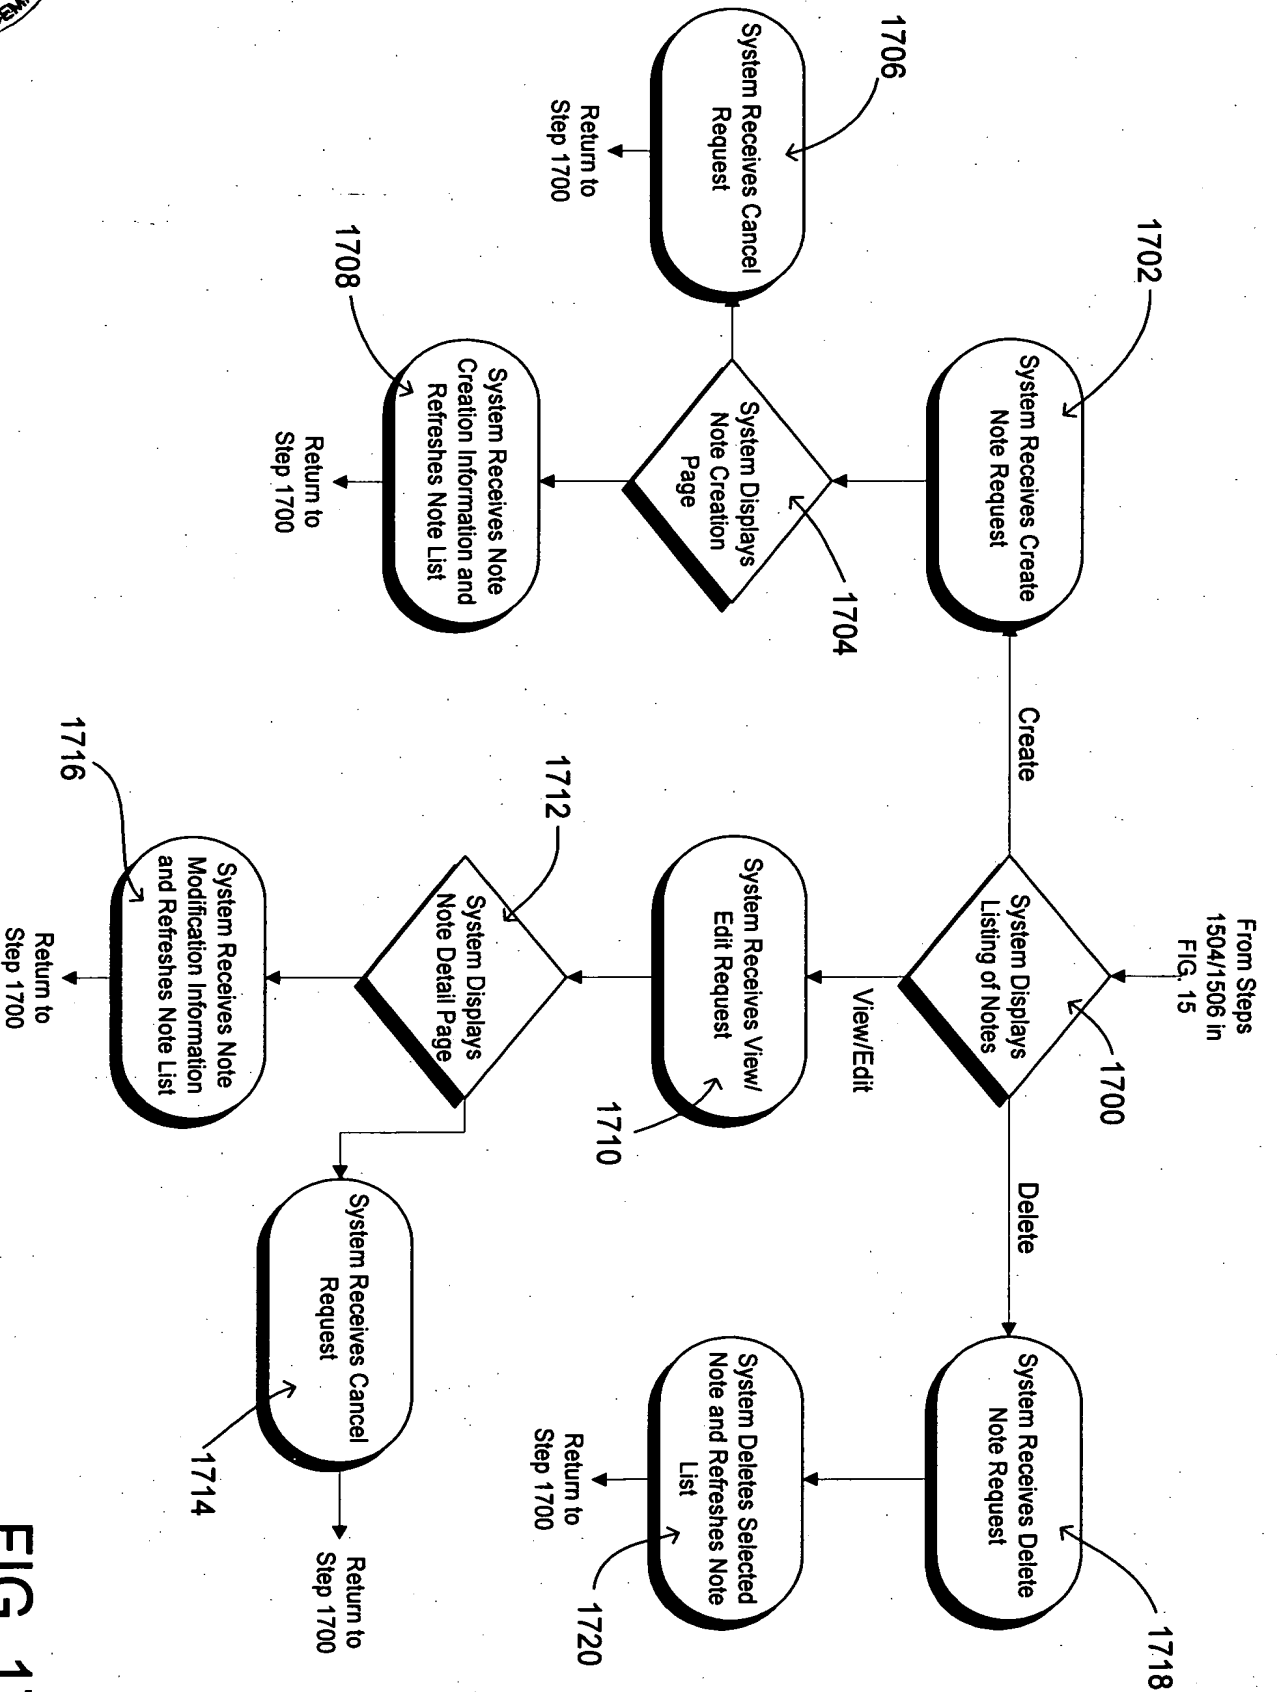 From Steps
1504/1506 in
FIG. 15
1700
System Displays
Listing of Notes
Create
View/Edit
Delete
1702
System Receives Create
Note Request
1704
System Displays
Note Creation
Page
1706
System Receives Cancel
Request
Return to
Step 1700
1708
System Receives Note
Creation Information and
Refreshes Note List
Return to
Step 1700
1710
System Receives View/
Edit Request
1712
System Displays
Note Detail Page
1716
System Receives Note
Modification Information
and Refreshes Note List
Return to
Step 1700
1714
System Receives Cancel
Request
Return to
Step 1700
1718
System Receives Delete
Note Request
1720
System Deletes Selected
Note and Refreshes Note
List
Return to
Step 1700
FIG. 1